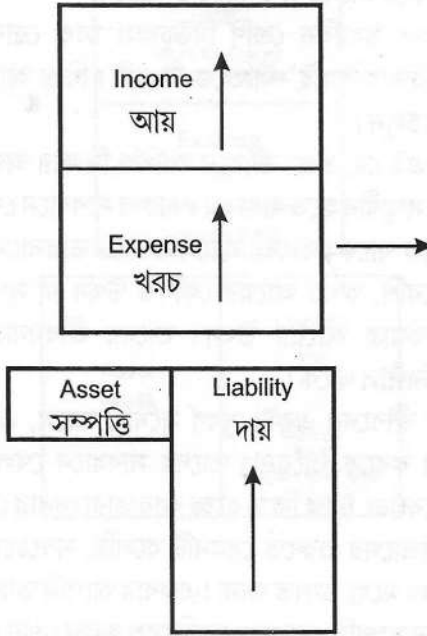 Income
আয়
Expense
খরচ
Asset
সম্পত্তি
Liability
দায়